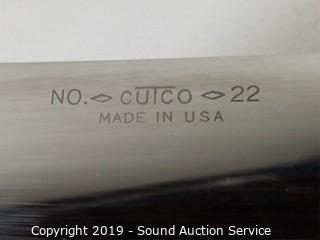 NO. <> CUTCO <> 22
MADE IN USA
Copyright 2019 - Sound Auction Service